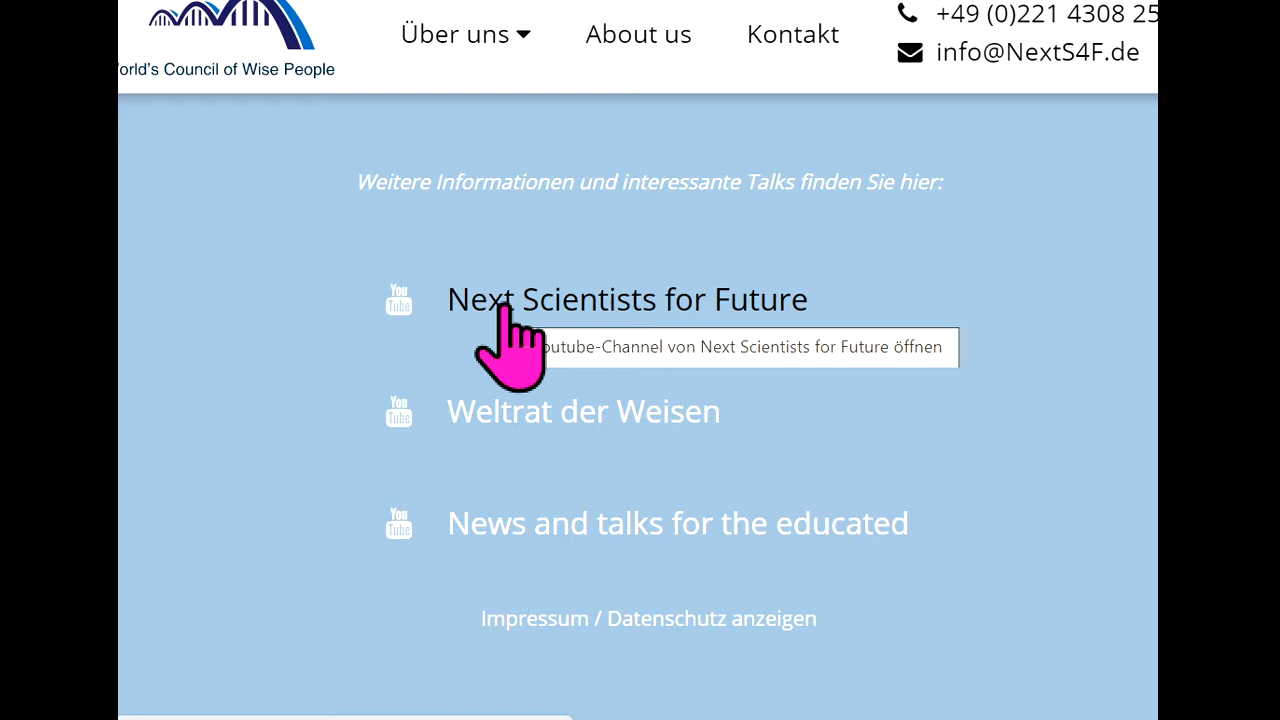 World's Council of Wise People
Über uns
About us
Kontakt
+49 (0)221 4308 25
info@NextS4F.de
Weitere Informationen und interessante Talks finden Sie hier:
You Tube
Next Scientists for Future
outube-Channel von Next Scientists for Future öffnen
You Tube
Weltrat der Weisen
You Tube
News and talks for the educated
Impressum / Datenschutz anzeigen